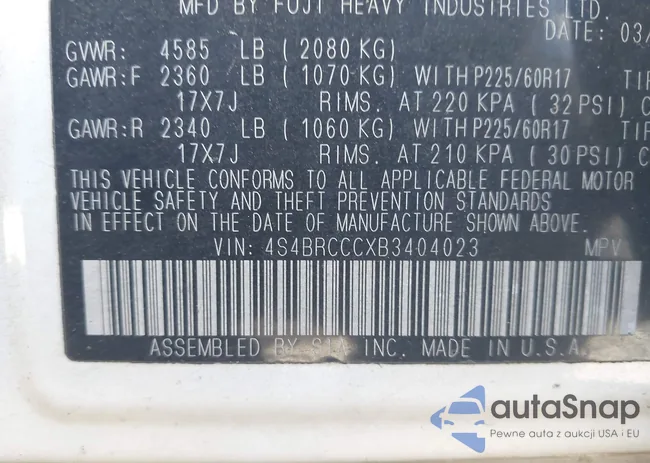 MFD BY FUJI HEAVY INDUSTRIES LTD.
DATE: 03/
GVWR: 4585 LB (2080 KG)
GAWR:F 2360 LB (1070 KG) WITH P225/60R17 TIR
17X7J RIMS. AT 220 KPA (32 PSI) C
GAWR:R 2340 LB (1060 KG) WITH P225/60R17 TIR
17X7J RIMS. AT 210 KPA (30 PSI) C
THIS VEHICLE CONFORMS TO ALL APPLICABLE FEDERAL MOTOR
VEHICLE SAFETY AND THEFT PREVENTION STANDARDS
IN EFFECT ON THE DATE OF MANUFACTURE SHOWN ABOVE.
VIN: 4S4BRCCCXB3404023 MPV
ASSEMBLED BY SIA INC. MADE IN U.S.A.
autaSnap
Pewne auta z aukcji USA i EU